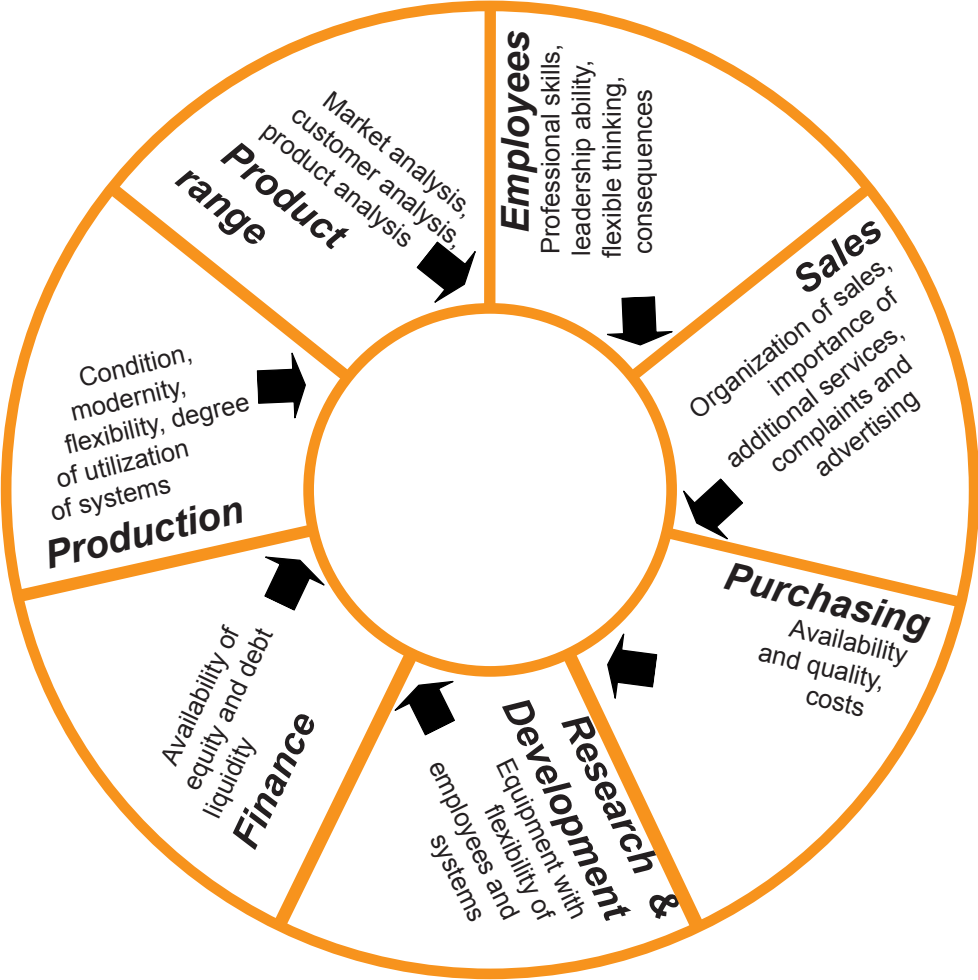 Employees
Professional skills,
leadership ability,
flexible thinking,
consequences
Sales
Organization of sales,
importance of
additional services,
complaints and
advertising
Purchasing
Availability
and quality,
costs
Research &
Development
Equipment with
flexibility of
employees and
systems
Availability of
equity and debt
liquidity
Finance
Condition,
modernity,
flexibility, degree
of utilization
of systems
Production
Market analysis,
customer analysis,
product analysis
Product
range